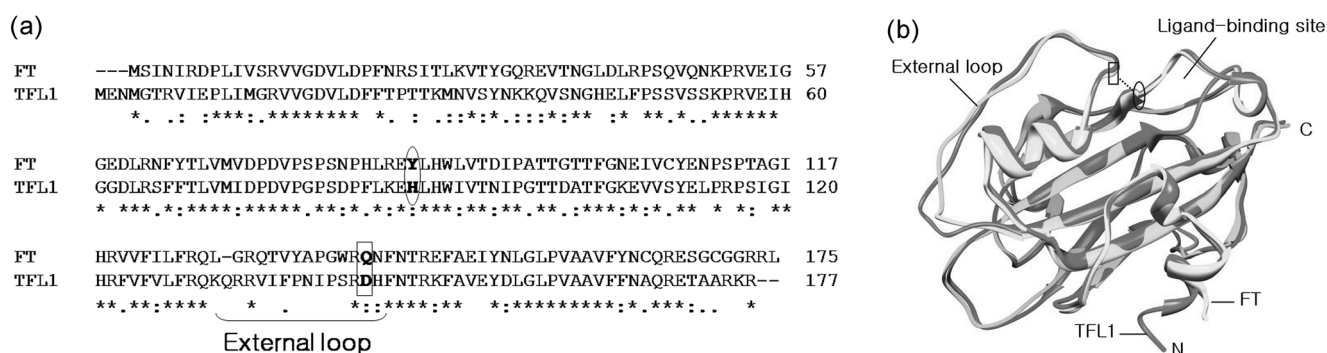 (a)
FT ---MSINIRDPLIVSRVVGDVLDPFNRSITLKVTYGQREVTNGLDLRPSQVQNKPRVEIG 57
TFL1 MENMGTRVIEPLIMGRVVGDVLDFFTPTTKMNVSYNKKQVSNGHELFPSSVSSKPRVEIH 60
*. .: :***:.******** *. : .::*:*.:::*:** :* **.*..*****
FT GEDLRNFYTLVMVDPDVPSPSNPHLREYLHWLVTDIPATTGTTFGNEIVCYENPSPTAGI 117
TFL1 GGDLRSFFTLVMIDPDVPGPSDPFLKEHLHWIVTNIPGTTDATFGKEVVSYELPRPSIGI 120
* ***.*:****:*****.**:*.*:*:***:**:**.**.:***:*:*.** * *: **
FT HRVVFILFRQL-GRQTVYAPGWRQNFNTREFAEIYNLGLPVAAVFYNCQRESGCGGRRL 175
TFL1 HRFVFVLFRQKQRRVIFPNIPSRDHFNTRKFAVEYDLGLPVAAVFFNAQRETAARKR-- 177
**.**:**** * . *::****:** *:*********:*.***:. *
External loop
(b)
Ligand-binding site
External loop
C
FT
TFL1
N